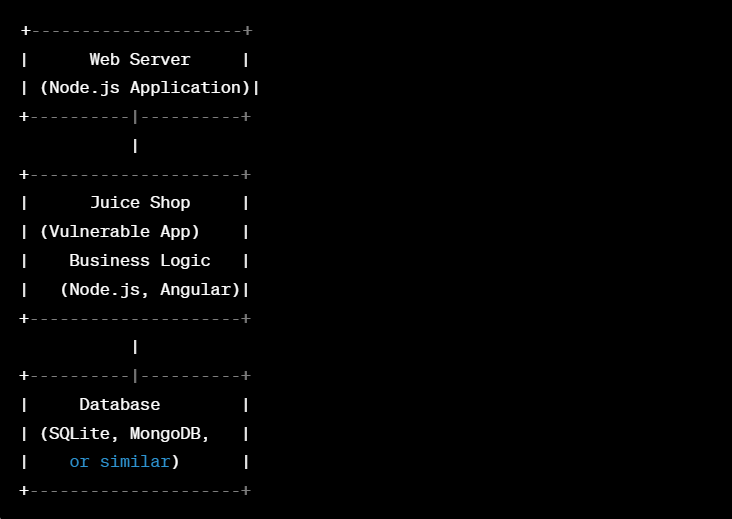 +---------------------+
|      Web Server     |
| (Node.js Application)|
+----------|----------+
           |
+---------------------+
|      Juice Shop     |
| (Vulnerable App)    |
|    Business Logic   |
|   (Node.js, Angular)|
+---------------------+
           |
+----------|----------+
|     Database        |
| (SQLite, MongoDB,   |
|    or similar)      |
+---------------------+